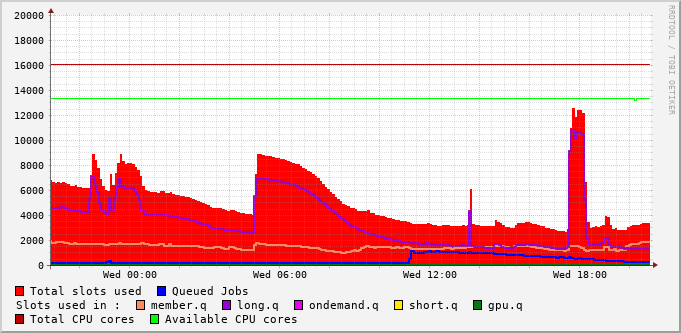 20000
18000
16000
14000
12000
10000
8000
6000
4000
2000
0
Wed 00:00 Wed 06:00 Wed 12:00 Wed 18:00
Total slots used Queued Jobs
Slots used in : member.q long.q ondemand.q short.q gpu.q
Total CPU cores Available CPU cores
RRDTOOL / TOBI OETIKER